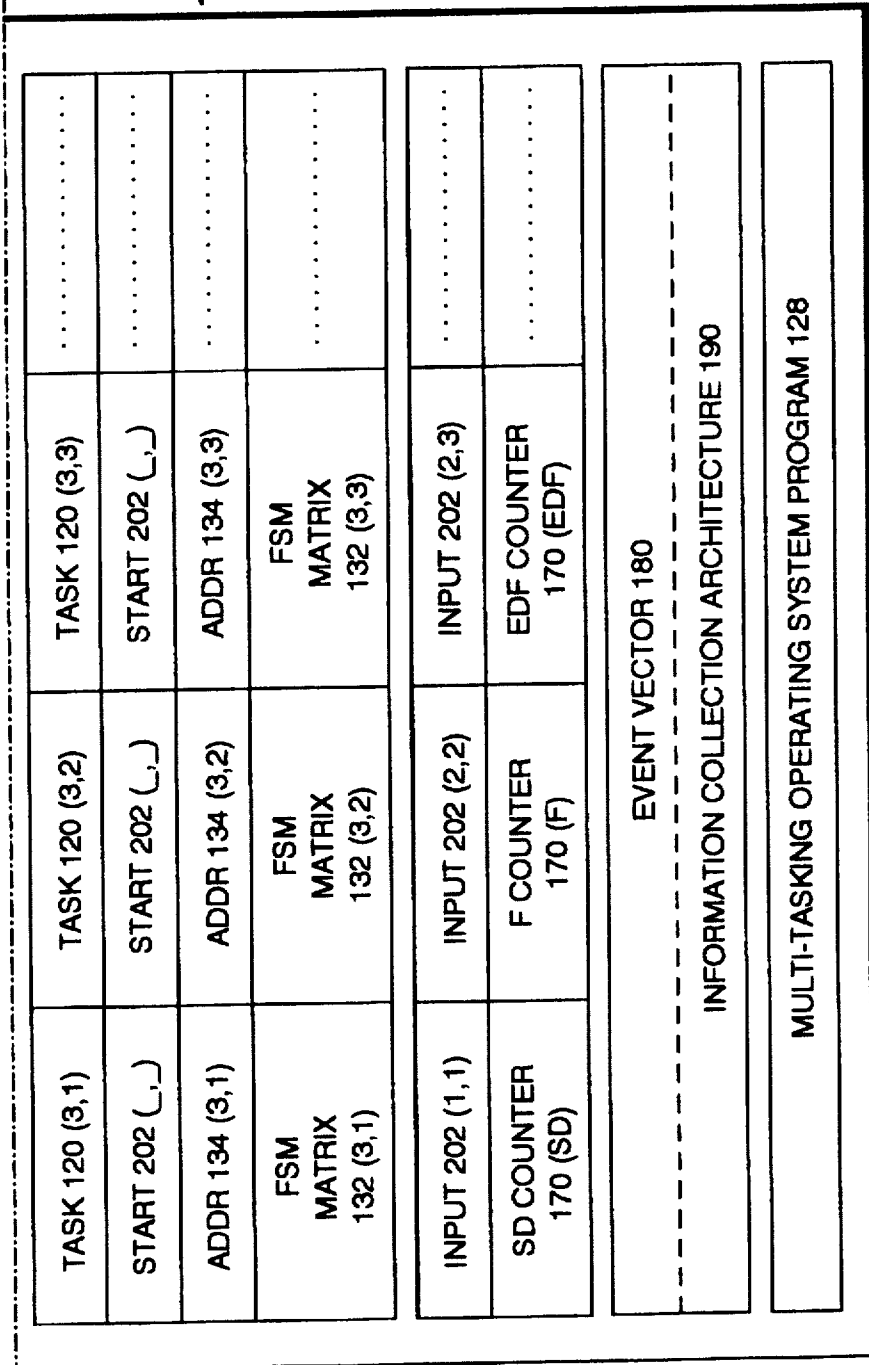 TASK 120 (3,1) TASK 120 (3,2) TASK 120 (3,3) . . . . . . . . . . . . .
START 202 (_,_) START 202 (_,_) START 202 (_,_) . . . . . . . . . . . . .
ADDR 134 (3,1) ADDR 134 (3,2) ADDR 134 (3,3) . . . . . . . . . . . . .
FSM FSM FSM
MATRIX MATRIX MATRIX . . . . . . . . . . . . .
132 (3,1) 132 (3,2) 132 (3,3)
INPUT 202 (1,1) INPUT 202 (2,2) INPUT 202 (2,3) . . . . . . . . . . . . .
SD COUNTER F COUNTER EDF COUNTER . . . . . . . . . . . . .
170 (SD) 170 (F) 170 (EDF)
EVENT VECTOR 180
INFORMATION COLLECTION ARCHITECTURE 190
MULTI-TASKING OPERATING SYSTEM PROGRAM 128